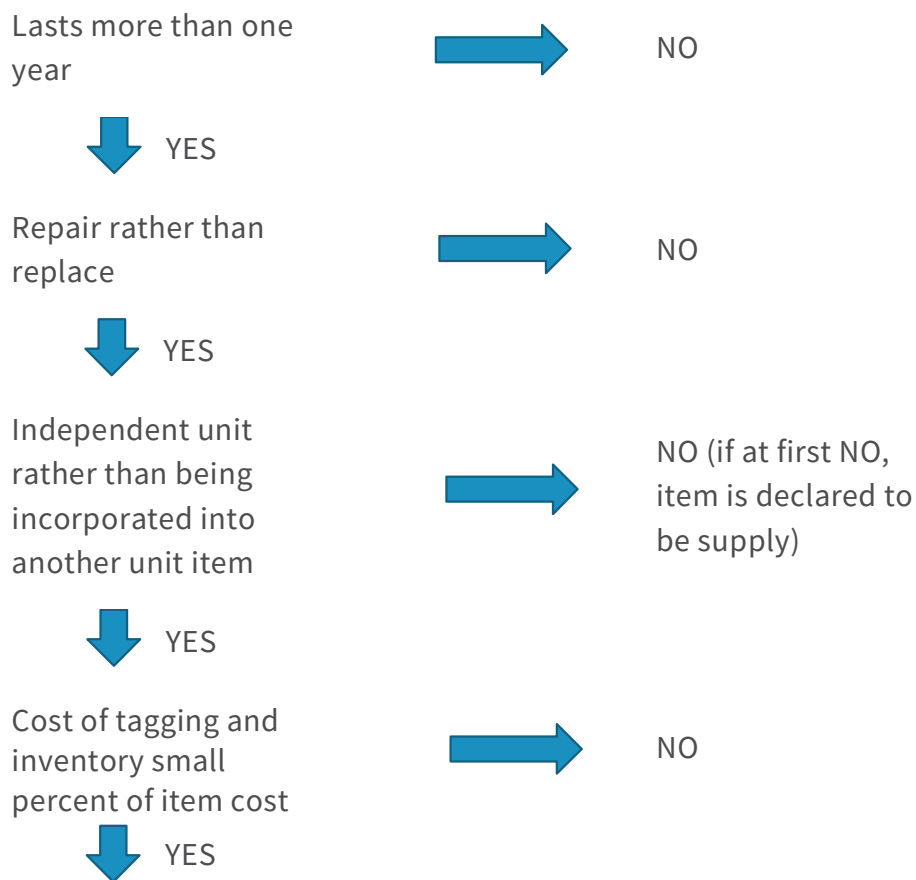 Lasts more than one
year
NO
YES
Repair rather than
replace
NO
YES
Independent unit
rather than being
incorporated into
another unit item
NO (if at first NO,
item is declared to
be supply)
YES
Cost of tagging and
inventory small
percent of item cost
NO
YES